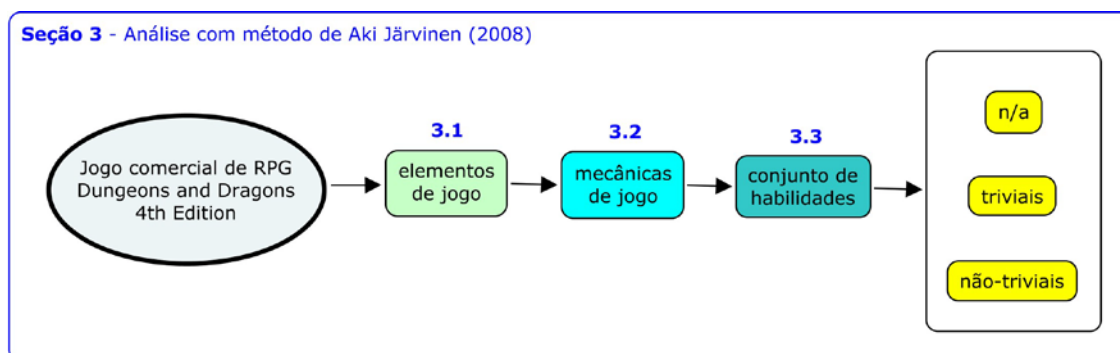 Seção 3 - Análise com método de Aki Järvinen (2008)
Jogo comercial de RPG
Dungeons and Dragons
4th Edition
3.1
elementos
de jogo
3.2
mecânicas
de jogo
3.3
conjunto de
habilidades
n/a
triviais
não-triviais